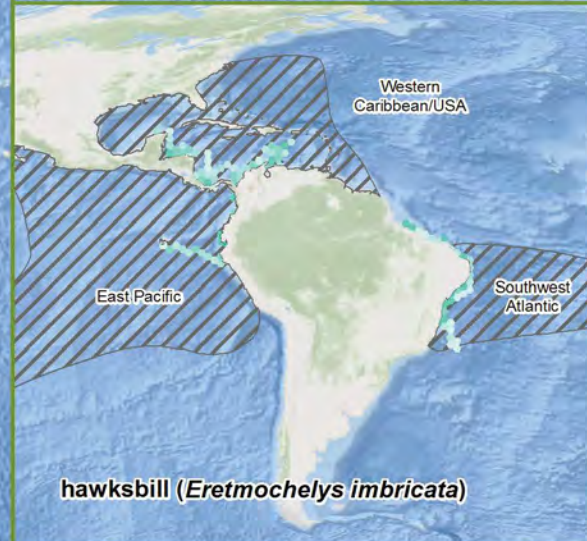 Western
Caribbean/USA
East Pacific
Southwest
Atlantic
hawksbill (Eretmochelys imbricata)